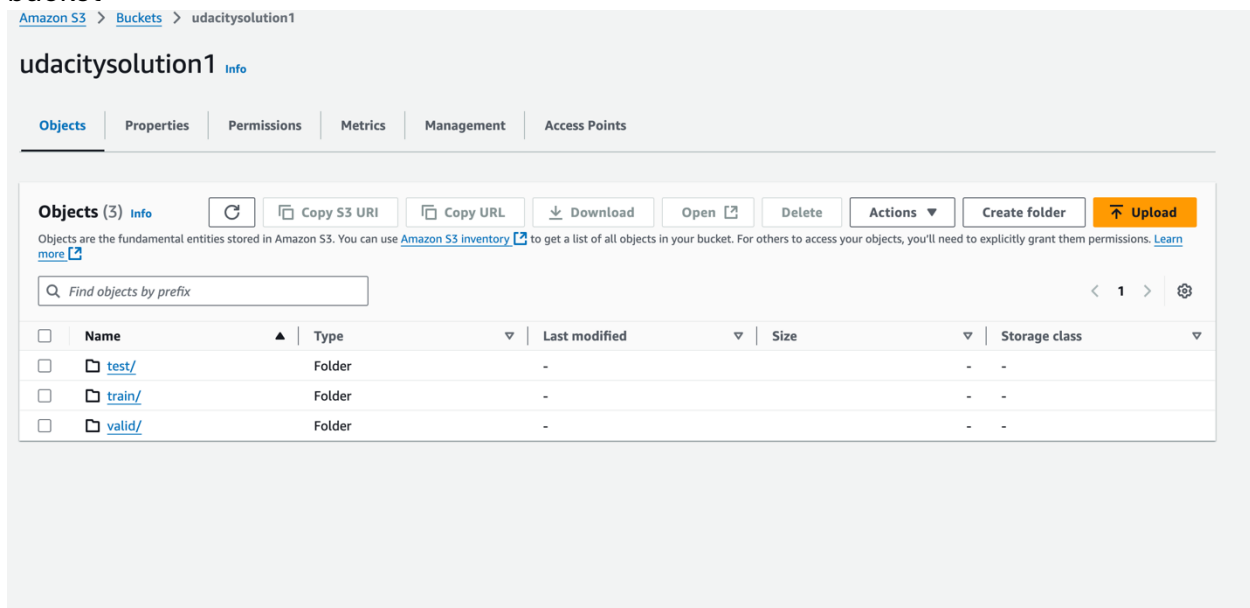 bucket
Amazon S3 > Buckets > udacitysolution1
udacitysolution1 Info
Objects Properties Permissions Metrics Management Access Points
Objects (3) Info Copy S3 URI Copy URL Download Open Delete Actions Create folder Upload
Objects are the fundamental entities stored in Amazon S3. You can use Amazon S3 inventory to get a list of all objects in your bucket. For others to access your objects, you'll need to explicitly grant them permissions. Learn
more
Find objects by prefix < 1 >
Name Type Last modified Size Storage class
test/ Folder - - -
train/ Folder - - -
valid/ Folder - - -